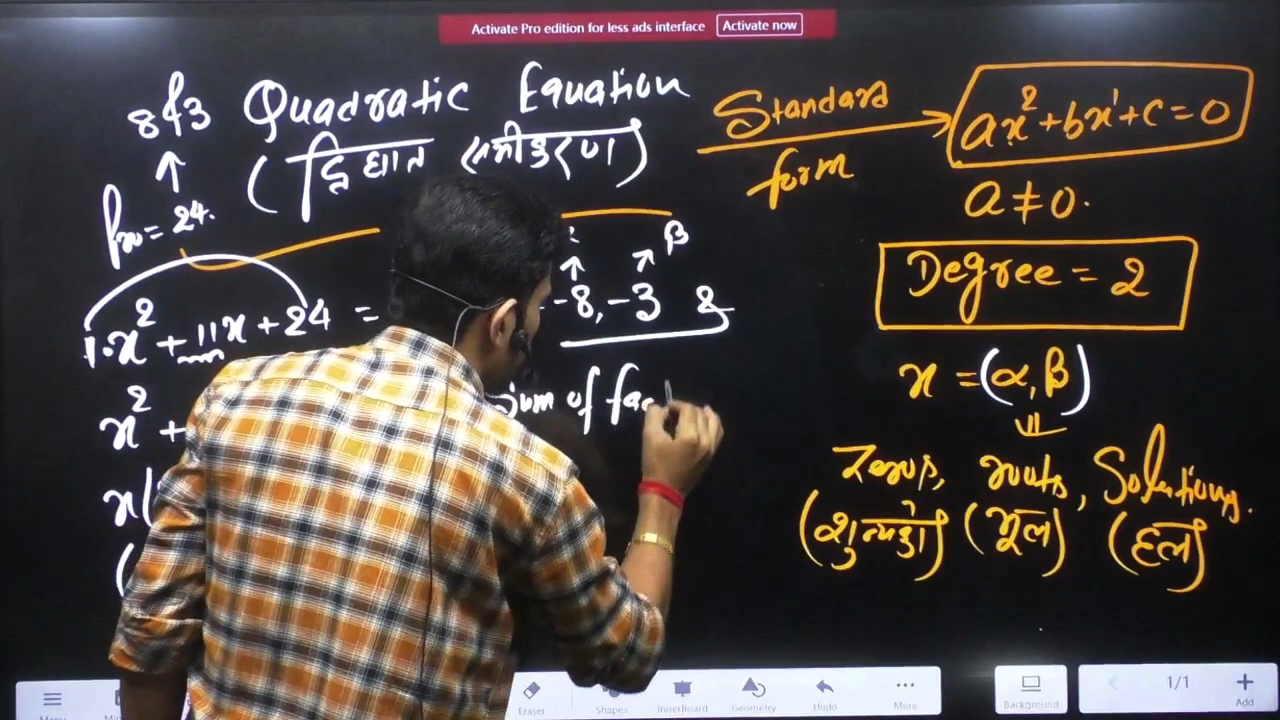 Activate Pro edition for less ads interface Activate now
8 & 3 Quadratic Equation
(द्विघात समीकरण)
Pro = 24.
Standard form → ax² + bx¹ + c = 0
a ≠ 0.
Degree = 2
1·x² + 11x + 24 =
-8, -3
β
x² +
x(
(
of fac
x = (α, β)
Zeros, roots, Solutions.
(शुन्यको) (मूल) (हल)
Eraser Shapes InnerBoard Geometry Undo More
Background
1/1
Add